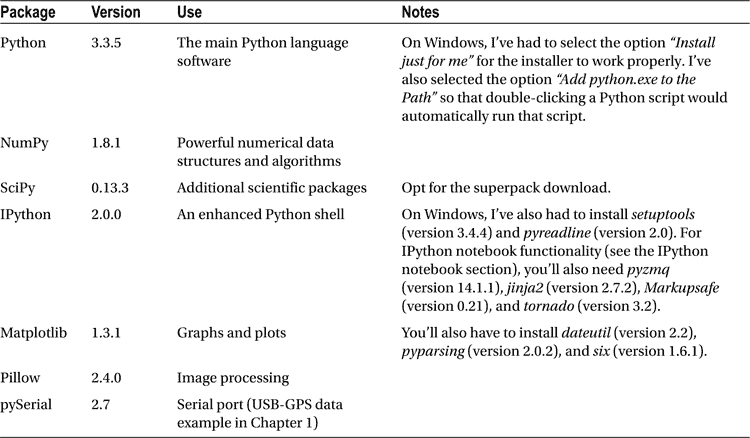 Package Version Use Notes
Python 3.3.5 The main Python language On Windows, I’ve had to select the option “Install
software just for me” for the installer to work properly. I’ve
also selected the option “Add python.exe to the
Path” so that double-clicking a Python script would
automatically run that script.
NumPy 1.8.1 Powerful numerical data
structures and algorithms
SciPy 0.13.3 Additional scientific packages Opt for the superpack download.
IPython 2.0.0 An enhanced Python shell On Windows, I’ve also had to install setuptools
(version 3.4.4) and pyreadline (version 2.0). For
IPython notebook functionality (see the IPython
notebook section), you’ll also need pyzmq
(version 14.1.1), jinja2 (version 2.7.2), Markupsafe
(version 0.21), and tornado (version 3.2).
Matplotlib 1.3.1 Graphs and plots You’ll also have to install dateutil (version 2.2),
pyparsing (version 2.0.2), and six (version 1.6.1).
Pillow 2.4.0 Image processing
pySerial 2.7 Serial port (USB-GPS data
example in Chapter 1)